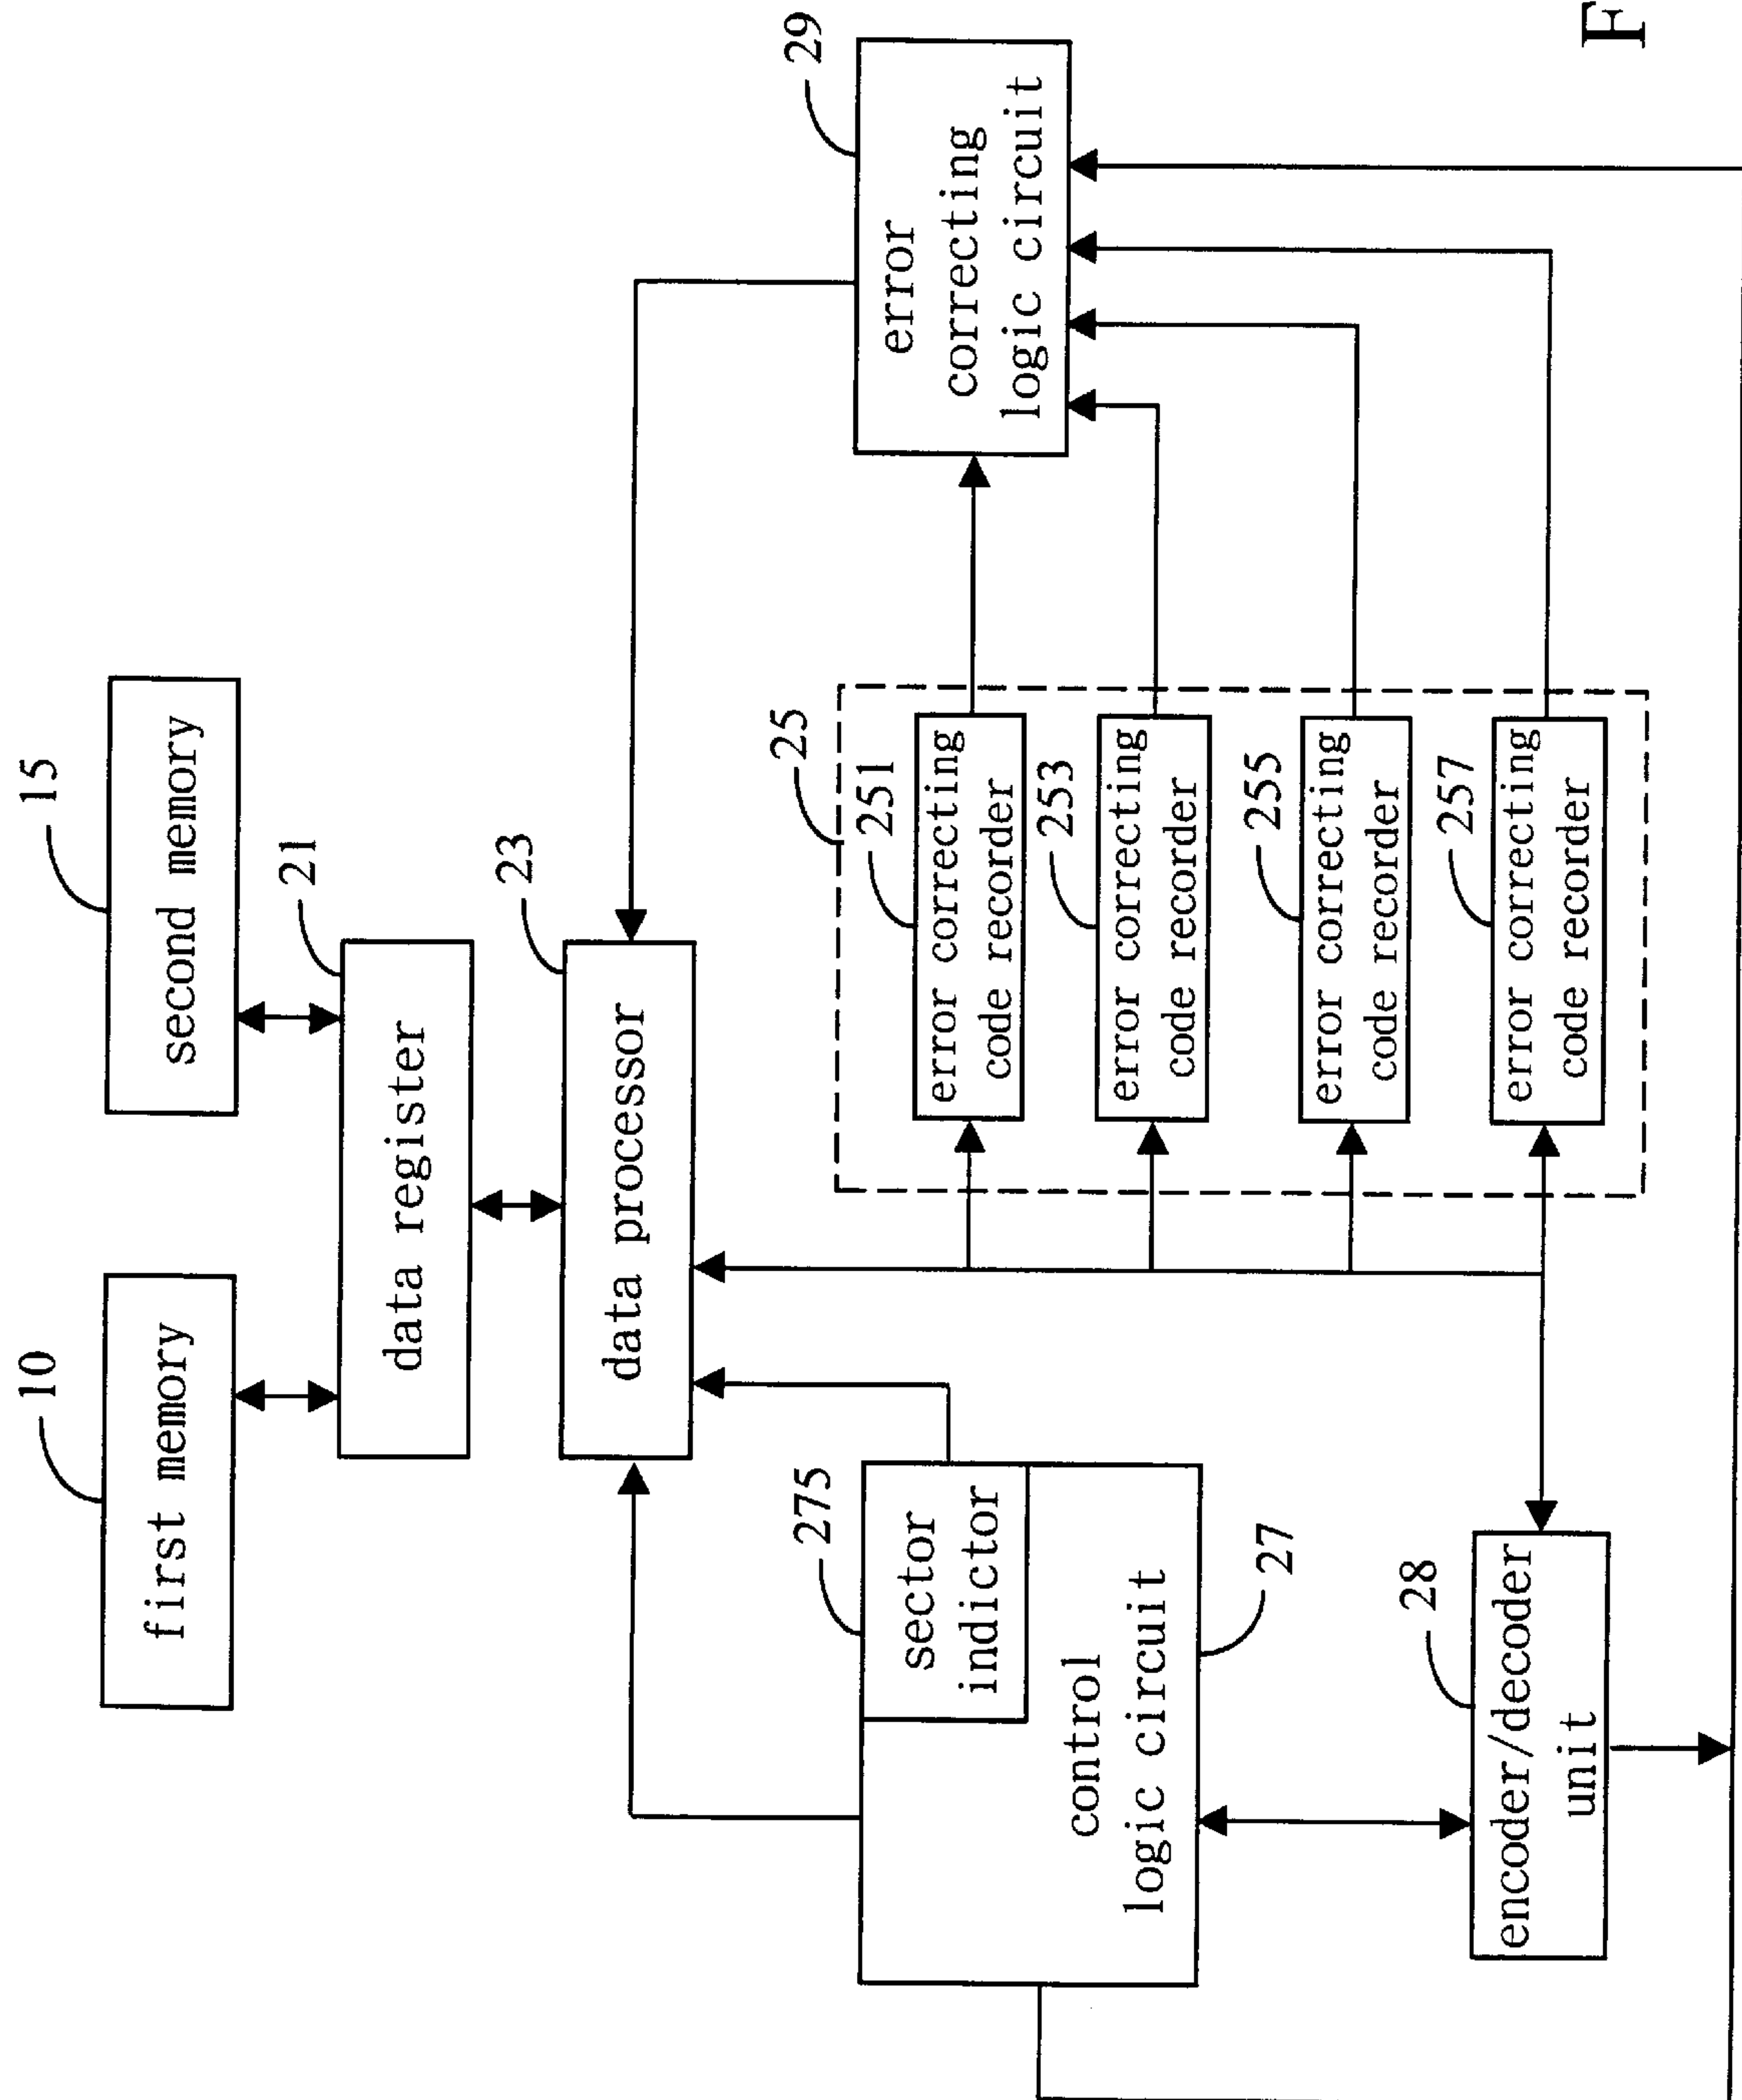 10
first memory
15
second memory
21
data register
23
data processor
29
error
correcting
logic circuit
275
sector
indictor
control
logic circuit
27
25
251
error correcting
code recorder
253
error correcting
code recorder
255
error correcting
code recorder
257
error correcting
code recorder
28
encoder/decoder
unit
F